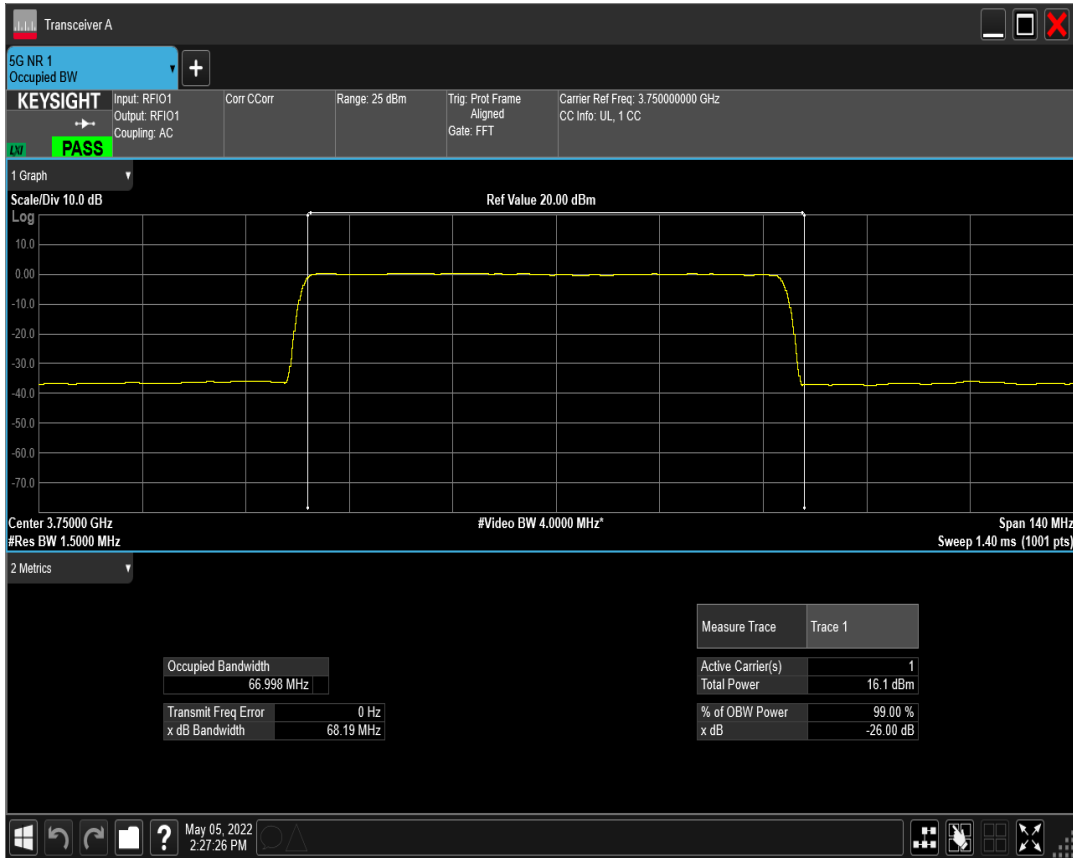 Transceiver A
5G NR 1
Occupied BW
+
KEYSIGHT
LXI
PASS
Input: RFIO1
Output: RFIO1
Coupling: AC
Corr CCorr
Range: 25 dBm
Trig: Prot Frame
Aligned
Gate: FFT
Carrier Ref Freq: 3.750000000 GHz
CC Info: UL, 1 CC
1 Graph
Scale/Div 10.0 dB
Ref Value 20.00 dBm
Log
10.0
0.00
-10.0
-20.0
-30.0
-40.0
-50.0
-60.0
-70.0
Center 3.75000 GHz
#Video BW 4.0000 MHz*
Span 140 MHz
#Res BW 1.5000 MHz
Sweep 1.40 ms (1001 pts)
2 Metrics
Measure Trace Trace 1
Occupied Bandwidth
66.998 MHz
Active Carrier(s) 1
Total Power 16.1 dBm
Transmit Freq Error 0 Hz
x dB Bandwidth 68.19 MHz
% of OBW Power 99.00 %
x dB -26.00 dB
?
May 05, 2022
2:27:26 PM